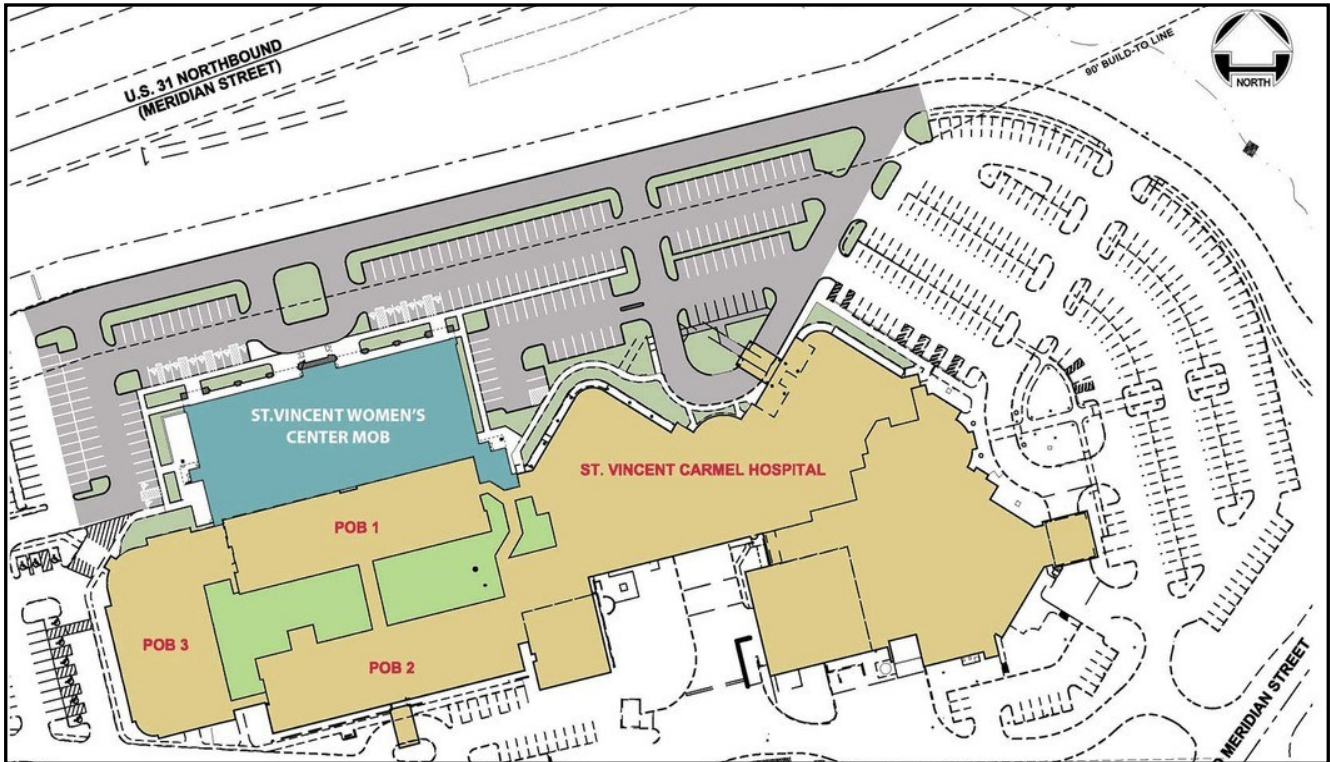 U.S. 31 NORTHBOUND
(MERIDIAN STREET)
90' BUILD-TO LINE
NORTH
ST.VINCENT WOMEN'S
CENTER MOB
ST. VINCENT CARMEL HOSPITAL
POB 1
POB 3
POB 2
MERIDIAN STREET